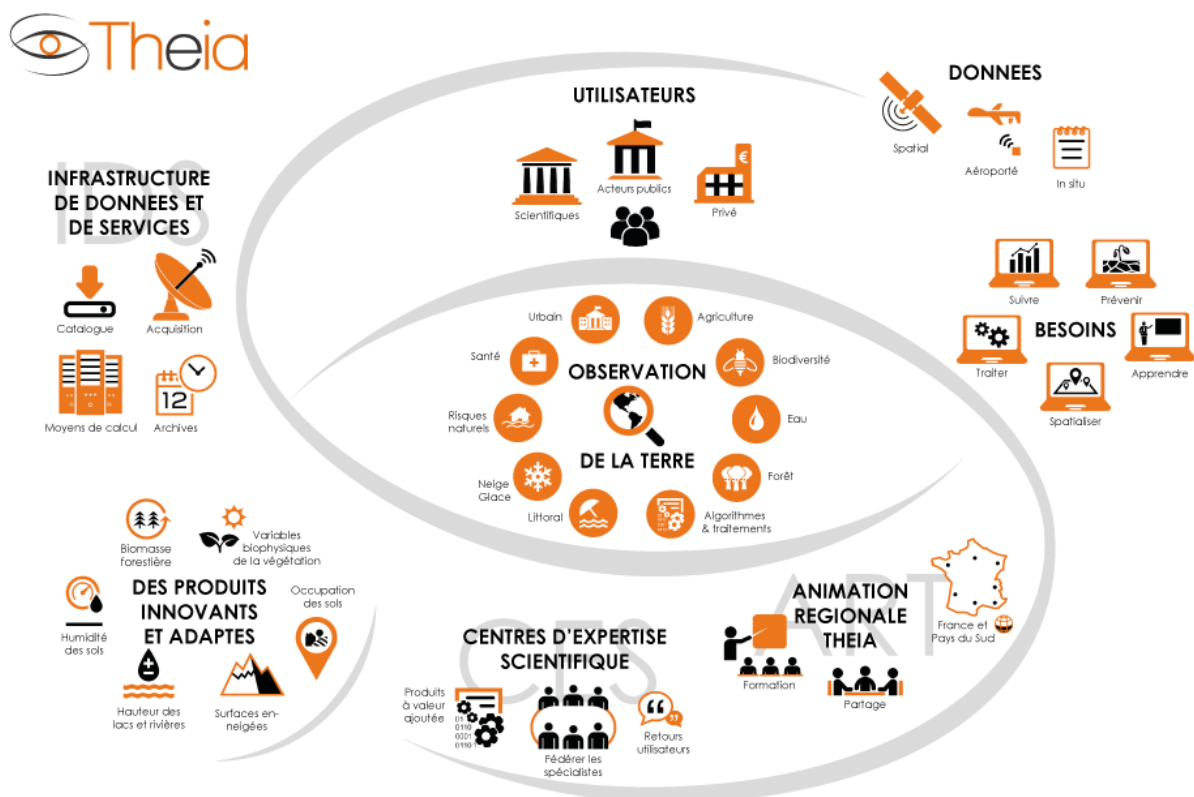 Theia
UTILISATEURS
Scientifiques
Acteurs publics
€
Privé
DONNEES
Spatial
Aéroporté
In situ
IDS
INFRASTRUCTURE
DE DONNEES ET
DE SERVICES
Catalogue
Acquisition
Moyens de calcul
12
Archives
Suivre
Prévenir
BESOINS
Traiter
Apprendre
Spatialiser
OBSERVATION
DE LA TERRE
Urbain
Agriculture
Santé
Biodiversité
Risques
naturels
Eau
Neige
Glace
Forêt
Littoral
Algorithmes
& traitements
Biomasse
forestière
Variables
biophysiques
de la végétation
DES PRODUITS
INNOVANTS
ET ADAPTES
Occupation
des sols
Humidité
des sols
Hauteur des
lacs et rivières
Surfaces en-
neigées
CES
CENTRES D'EXPERTISE
SCIENTIFIQUE
Produits
à valeur
ajoutée
01
0110
0001
0110 1
Fédérer les
spécialistes
Retours
utilisateurs
ART
ANIMATION
REGIONALE
THEIA
Formation
Partage
France et
Pays du Sud